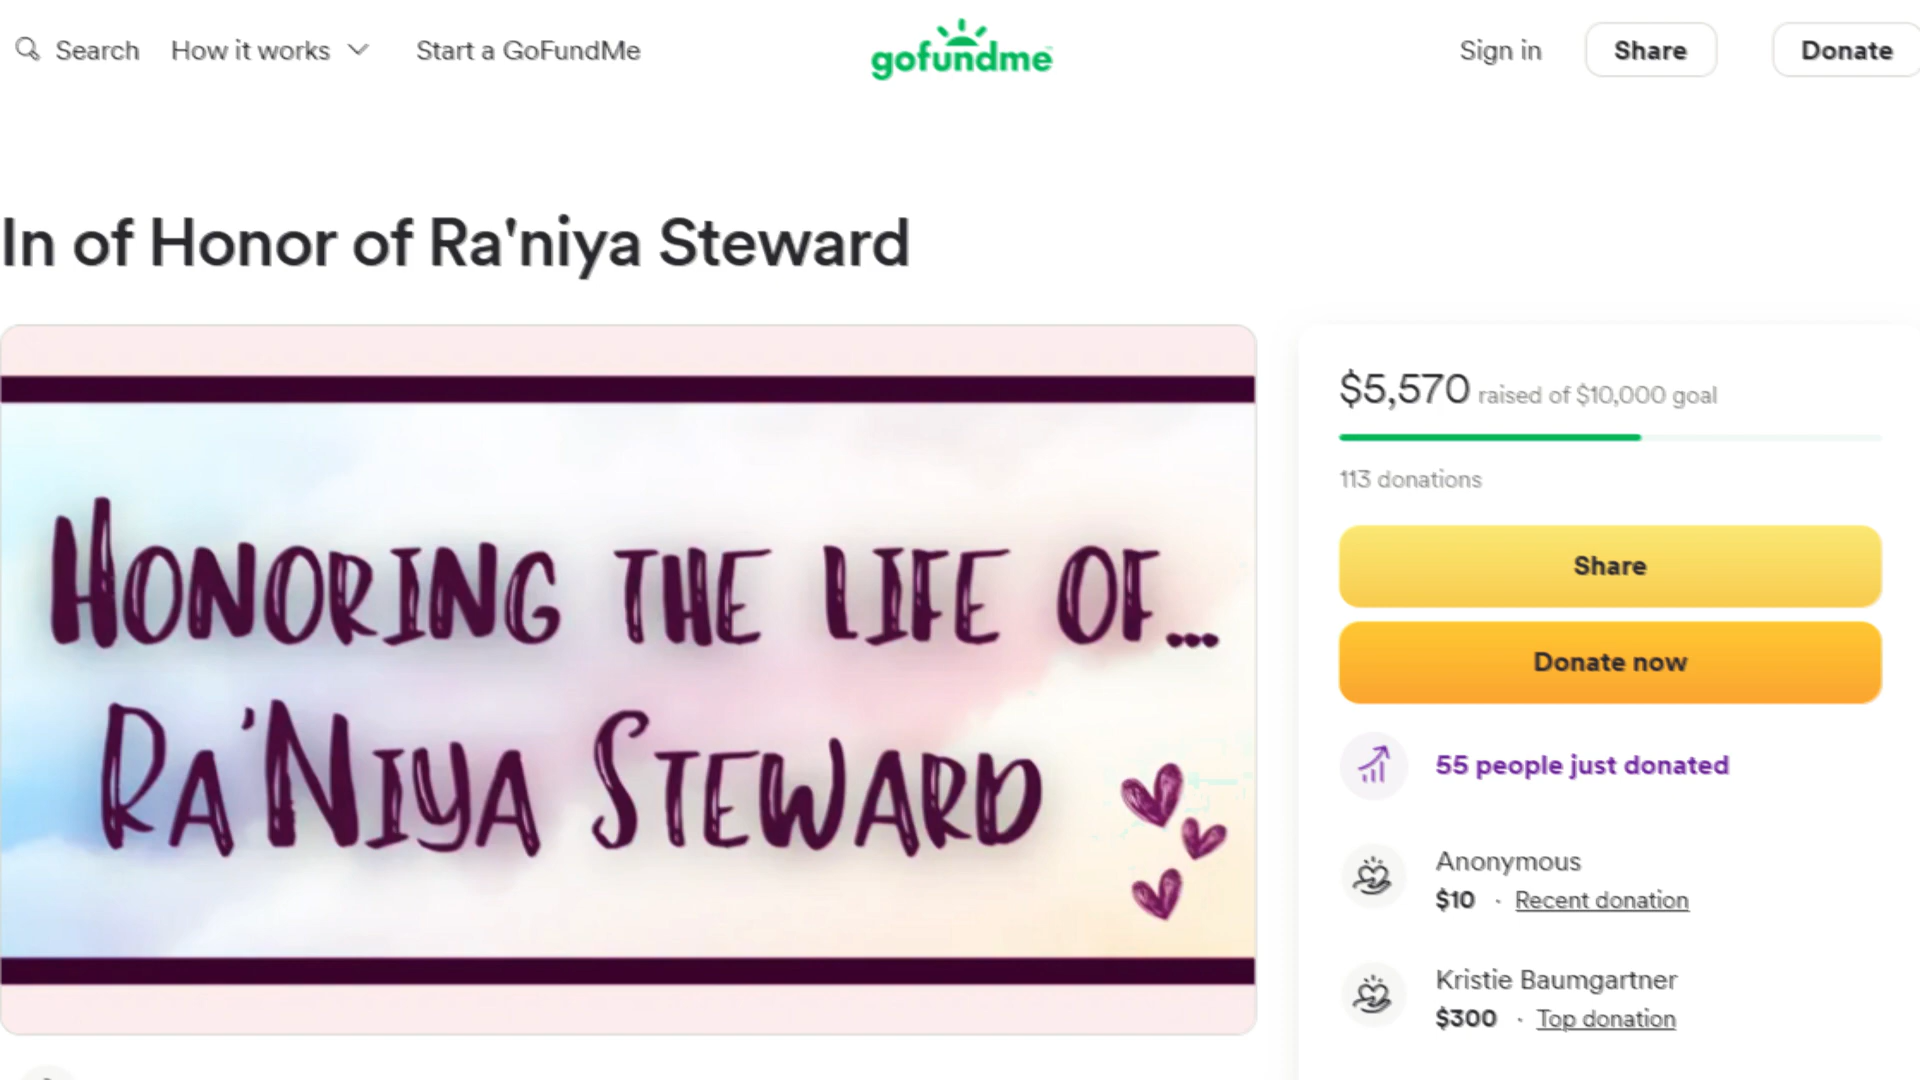 Search How it works Start a GoFundMe gofundme Sign in Share Donate
In of Honor of Ra'niya Steward
HONORING THE LIFE OF...
RA'NIYA STEWARD
$5,570 raised of $10,000 goal
113 donations
Share
Donate now
55 people just donated
Anonymous
$10 · Recent donation
Kristie Baumgartner
$300 · Top donation